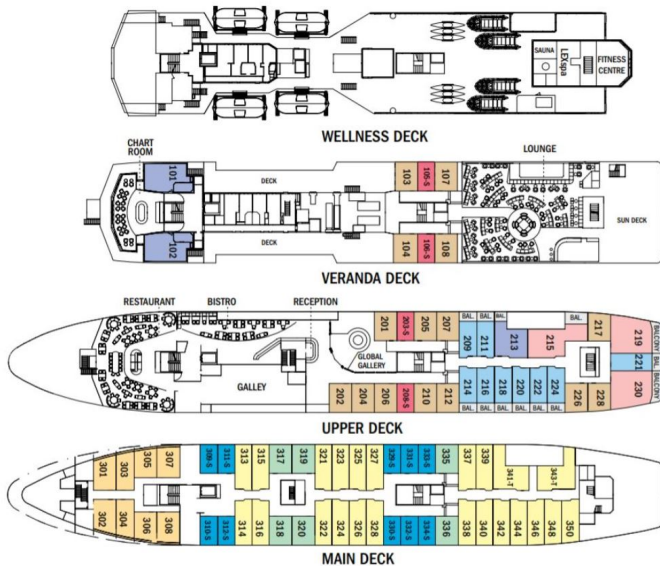 SAUNA
LEXspa
FITNESS
CENTRE
WELLNESS DECK
CHART
ROOM
LOUNGE
101
DECK
103
105-S
107
SUN DECK
102
DECK
104
106-S
108
VERANDA DECK
RESTAURANT
BISTRO
RECEPTION
BAL.
BAL.
BAL.
BAL.
BALCONY
201
203-S
205
207
209
211
213
215
217
219
GLOBAL
GALLERY
BAL.
221
GALLEY
202
204
206
208-S
210
212
214
216
218
220
222
224
226
228
230
BALCONY
BAL.
BAL.
BAL.
BAL.
BAL.
BAL.
UPPER DECK
301
303
305
307
309-S
311-S
313
315
317
319
321
323
325
327
329-S
331-S
333-S
335
337
339
341-T
343-T
302
304
306
308
310-S
312-S
314
316
318
320
322
324
326
328
330-S
332-S
334-S
336
338
340
342
344
346
348
350
MAIN DECK